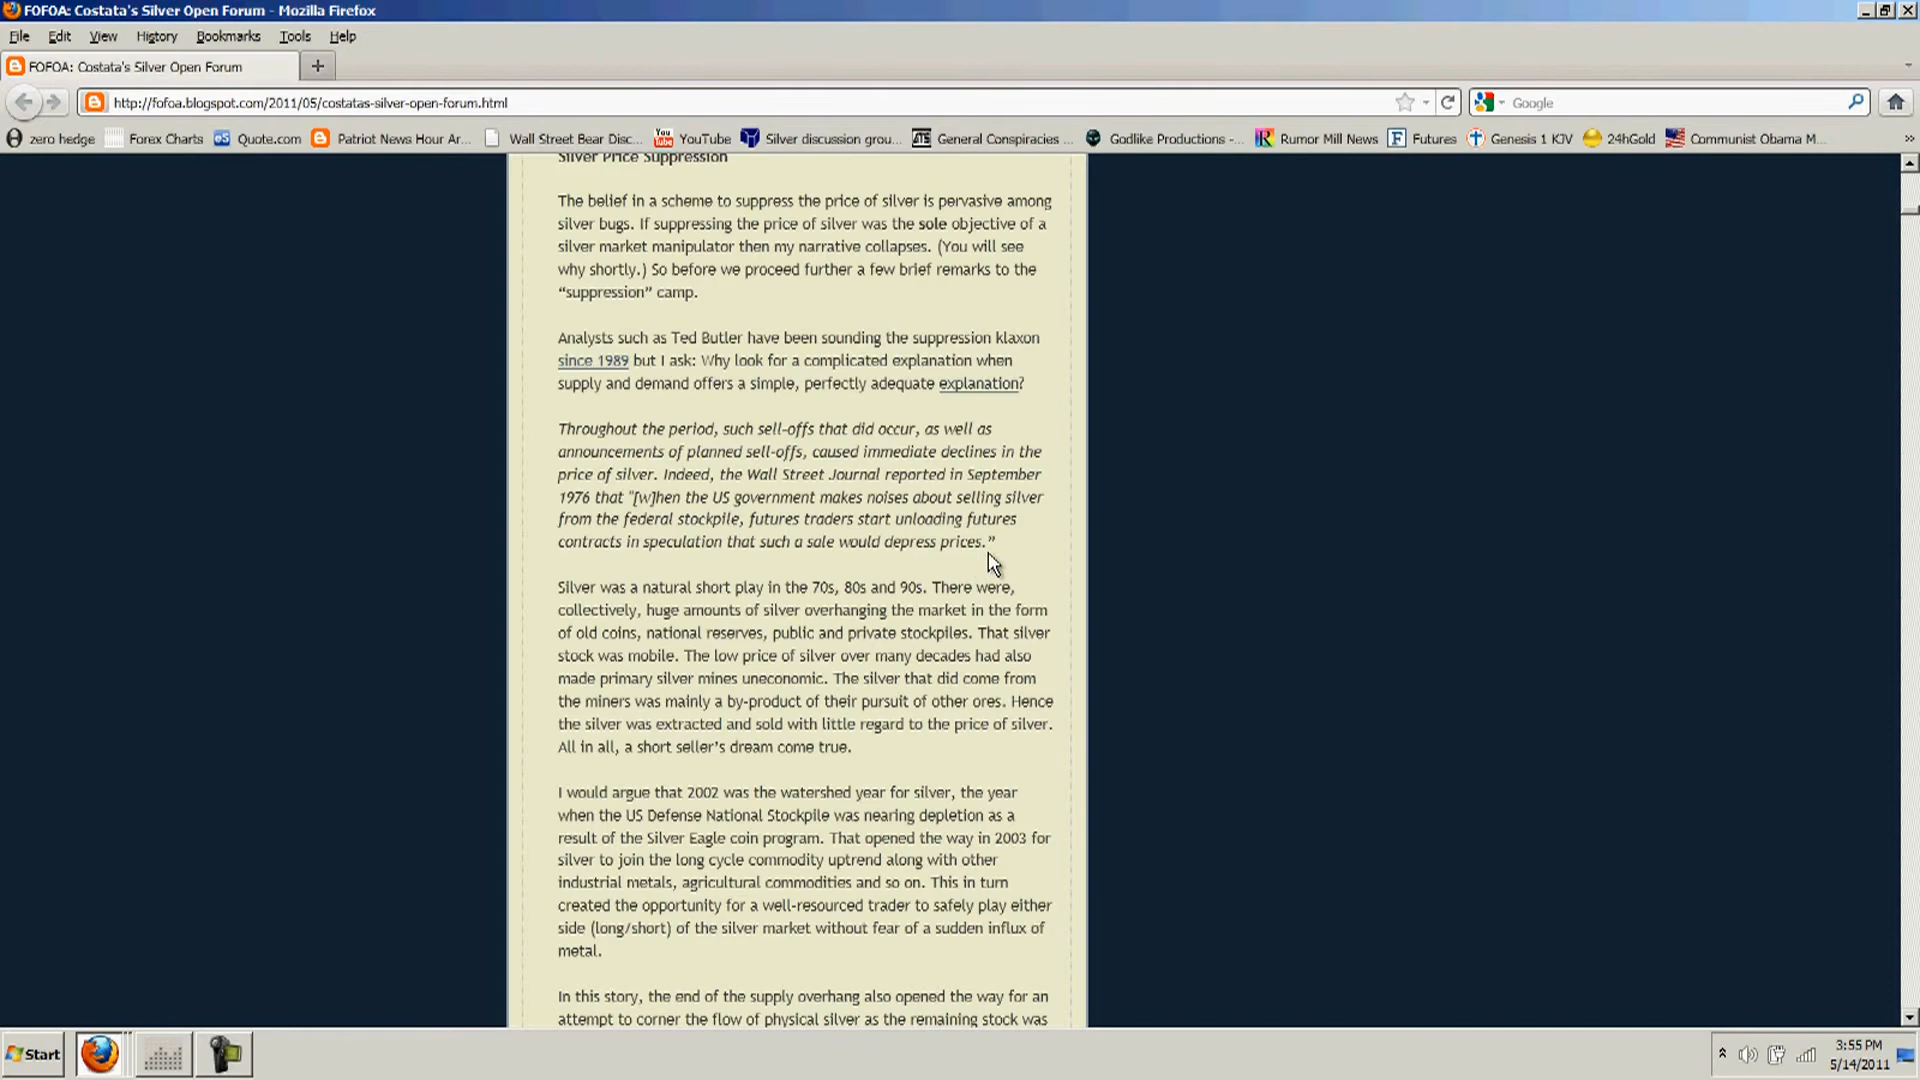 FOFOA: Costata's Silver Open Forum - Mozilla Firefox
File Edit View History Bookmarks Tools Help
FOFOA: Costata's Silver Open Forum
http://fofoa.blogspot.com/2011/05/costatas-silver-open-forum.html
Google
zero hedge Forex Charts Quote.com Patriot News Hour Ar... Wall Street Bear Disc... YouTube Silver discussion grou... General Conspiracies ... Godlike Productions -... Rumor Mill News Futures Genesis 1 KJV 24hGold Communist Obama M... »
Silver Price Suppression
The belief in a scheme to suppress the price of silver is pervasive among
silver bugs. If suppressing the price of silver was the sole objective of a
silver market manipulator then my narrative collapses. (You will see
why shortly.) So before we proceed further a few brief remarks to the
“suppression” camp.
Analysts such as Ted Butler have been sounding the suppression klaxon
since 1989 but I ask: Why look for a complicated explanation when
supply and demand offers a simple, perfectly adequate explanation?
Throughout the period, such sell-offs that did occur, as well as
announcements of planned sell-offs, caused immediate declines in the
price of silver. Indeed, the Wall Street Journal reported in September
1976 that "[w]hen the US government makes noises about selling silver
from the federal stockpile, futures traders start unloading futures
contracts in speculation that such a sale would depress prices.”
Silver was a natural short play in the 70s, 80s and 90s. There were,
collectively, huge amounts of silver overhanging the market in the form
of old coins, national reserves, public and private stockpiles. That silver
stock was mobile. The low price of silver over many decades had also
made primary silver mines uneconomic. The silver that did come from
the miners was mainly a by-product of their pursuit of other ores. Hence
the silver was extracted and sold with little regard to the price of silver.
All in all, a short seller’s dream come true.
I would argue that 2002 was the watershed year for silver, the year
when the US Defense National Stockpile was nearing depletion as a
result of the Silver Eagle coin program. That opened the way in 2003 for
silver to join the long cycle commodity uptrend along with other
industrial metals, agricultural commodities and so on. This in turn
created the opportunity for a well-resourced trader to safely play either
side (long/short) of the silver market without fear of a sudden influx of
metal.
In this story, the end of the supply overhang also opened the way for an
attempt to corner the flow of physical silver as the remaining stock was
Start
3:55 PM
5/14/2011